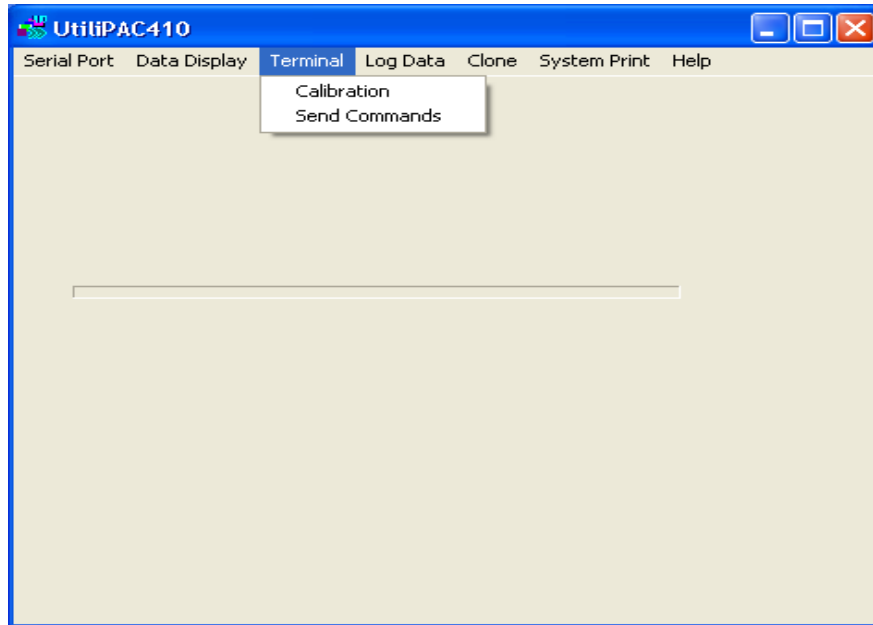 UtiliPAC410
Serial Port Data Display Terminal Log Data Clone System Print Help
Calibration
Send Commands